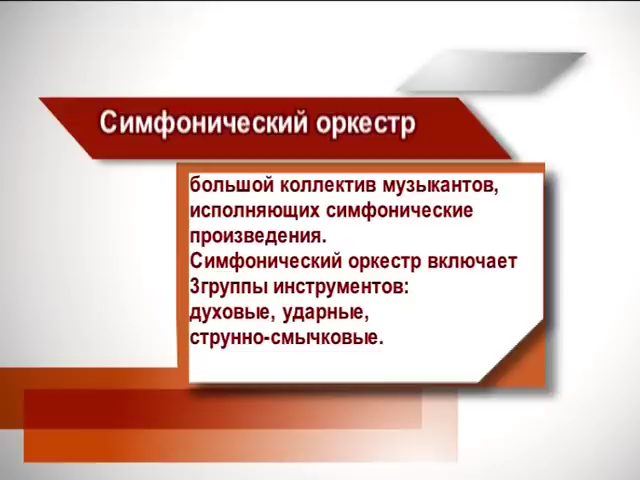 Симфонический оркестр
большой коллектив музыкантов,
исполняющих симфонические
произведения.
Симфонический оркестр включает
3группы инструментов:
духовые, ударные,
струнно-смычковые.